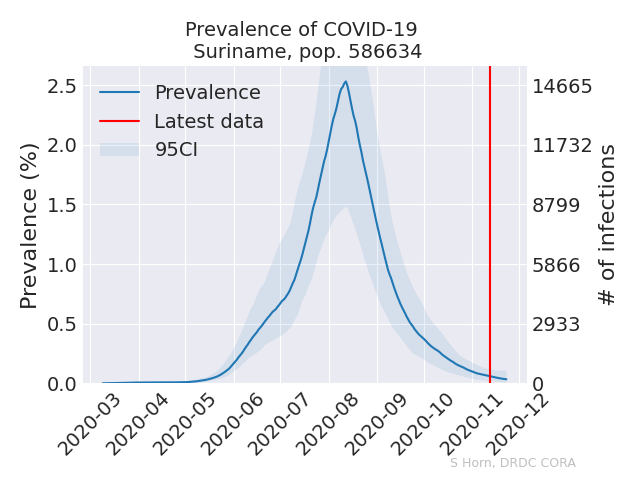 Prevalence of COVID-19
Suriname, pop. 586634
Prevalence
Latest data
95CI
Prevalence (%)
2.5
2.0
1.5
1.0
0.5
0.0
14665
11732
8799
5866
2933
0
# of infections
2020-03
2020-04
2020-05
2020-06
2020-07
2020-08
2020-09
2020-10
2020-11
2020-12
S Horn, DRDC CORA